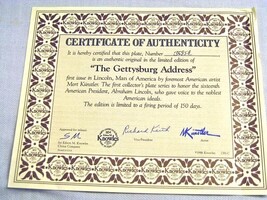 CERTIFICATE OF AUTHENTICITY
It is hereby certified that this plate, Number
is an authentic original in the limited edition of
"The Gettysburg Address"
first issue in Lincoln, Man of America by foremost American artist
Mort Künstler. The first collector's plate series to honor the sixteenth
American President, Abraham Lincoln, who gave voice to the noblest
American ideals.
The edition is limited to a firing period of 150 days.
Knowles
Vice-President
Artist